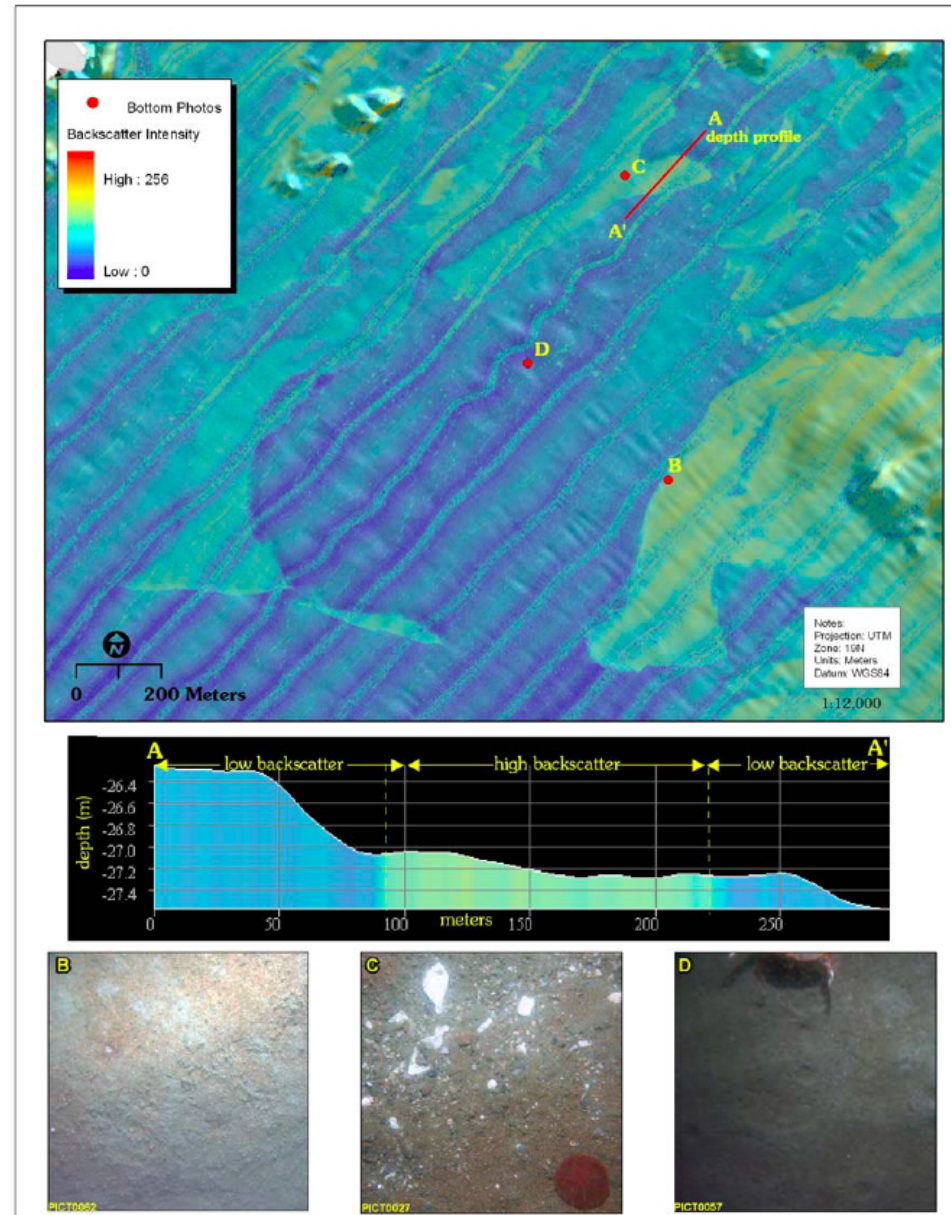 Bottom Photos
Backscatter Intensity
High : 256
Low : 0
A
depth profile
C
A'
D
B
0 200 Meters
Notes:
Projection: UTM
Zone: 19N
Units: Meters
Datum: WGS84
1:12,000
A A'
low backscatter high backscatter low backscatter
depth (m)
-26.4
-26.6
-26.8
-27.0
-27.2
-27.4
0 50 100 meters 150 200 250
B
PICT0062
C
PICT0027
D
PICT0057